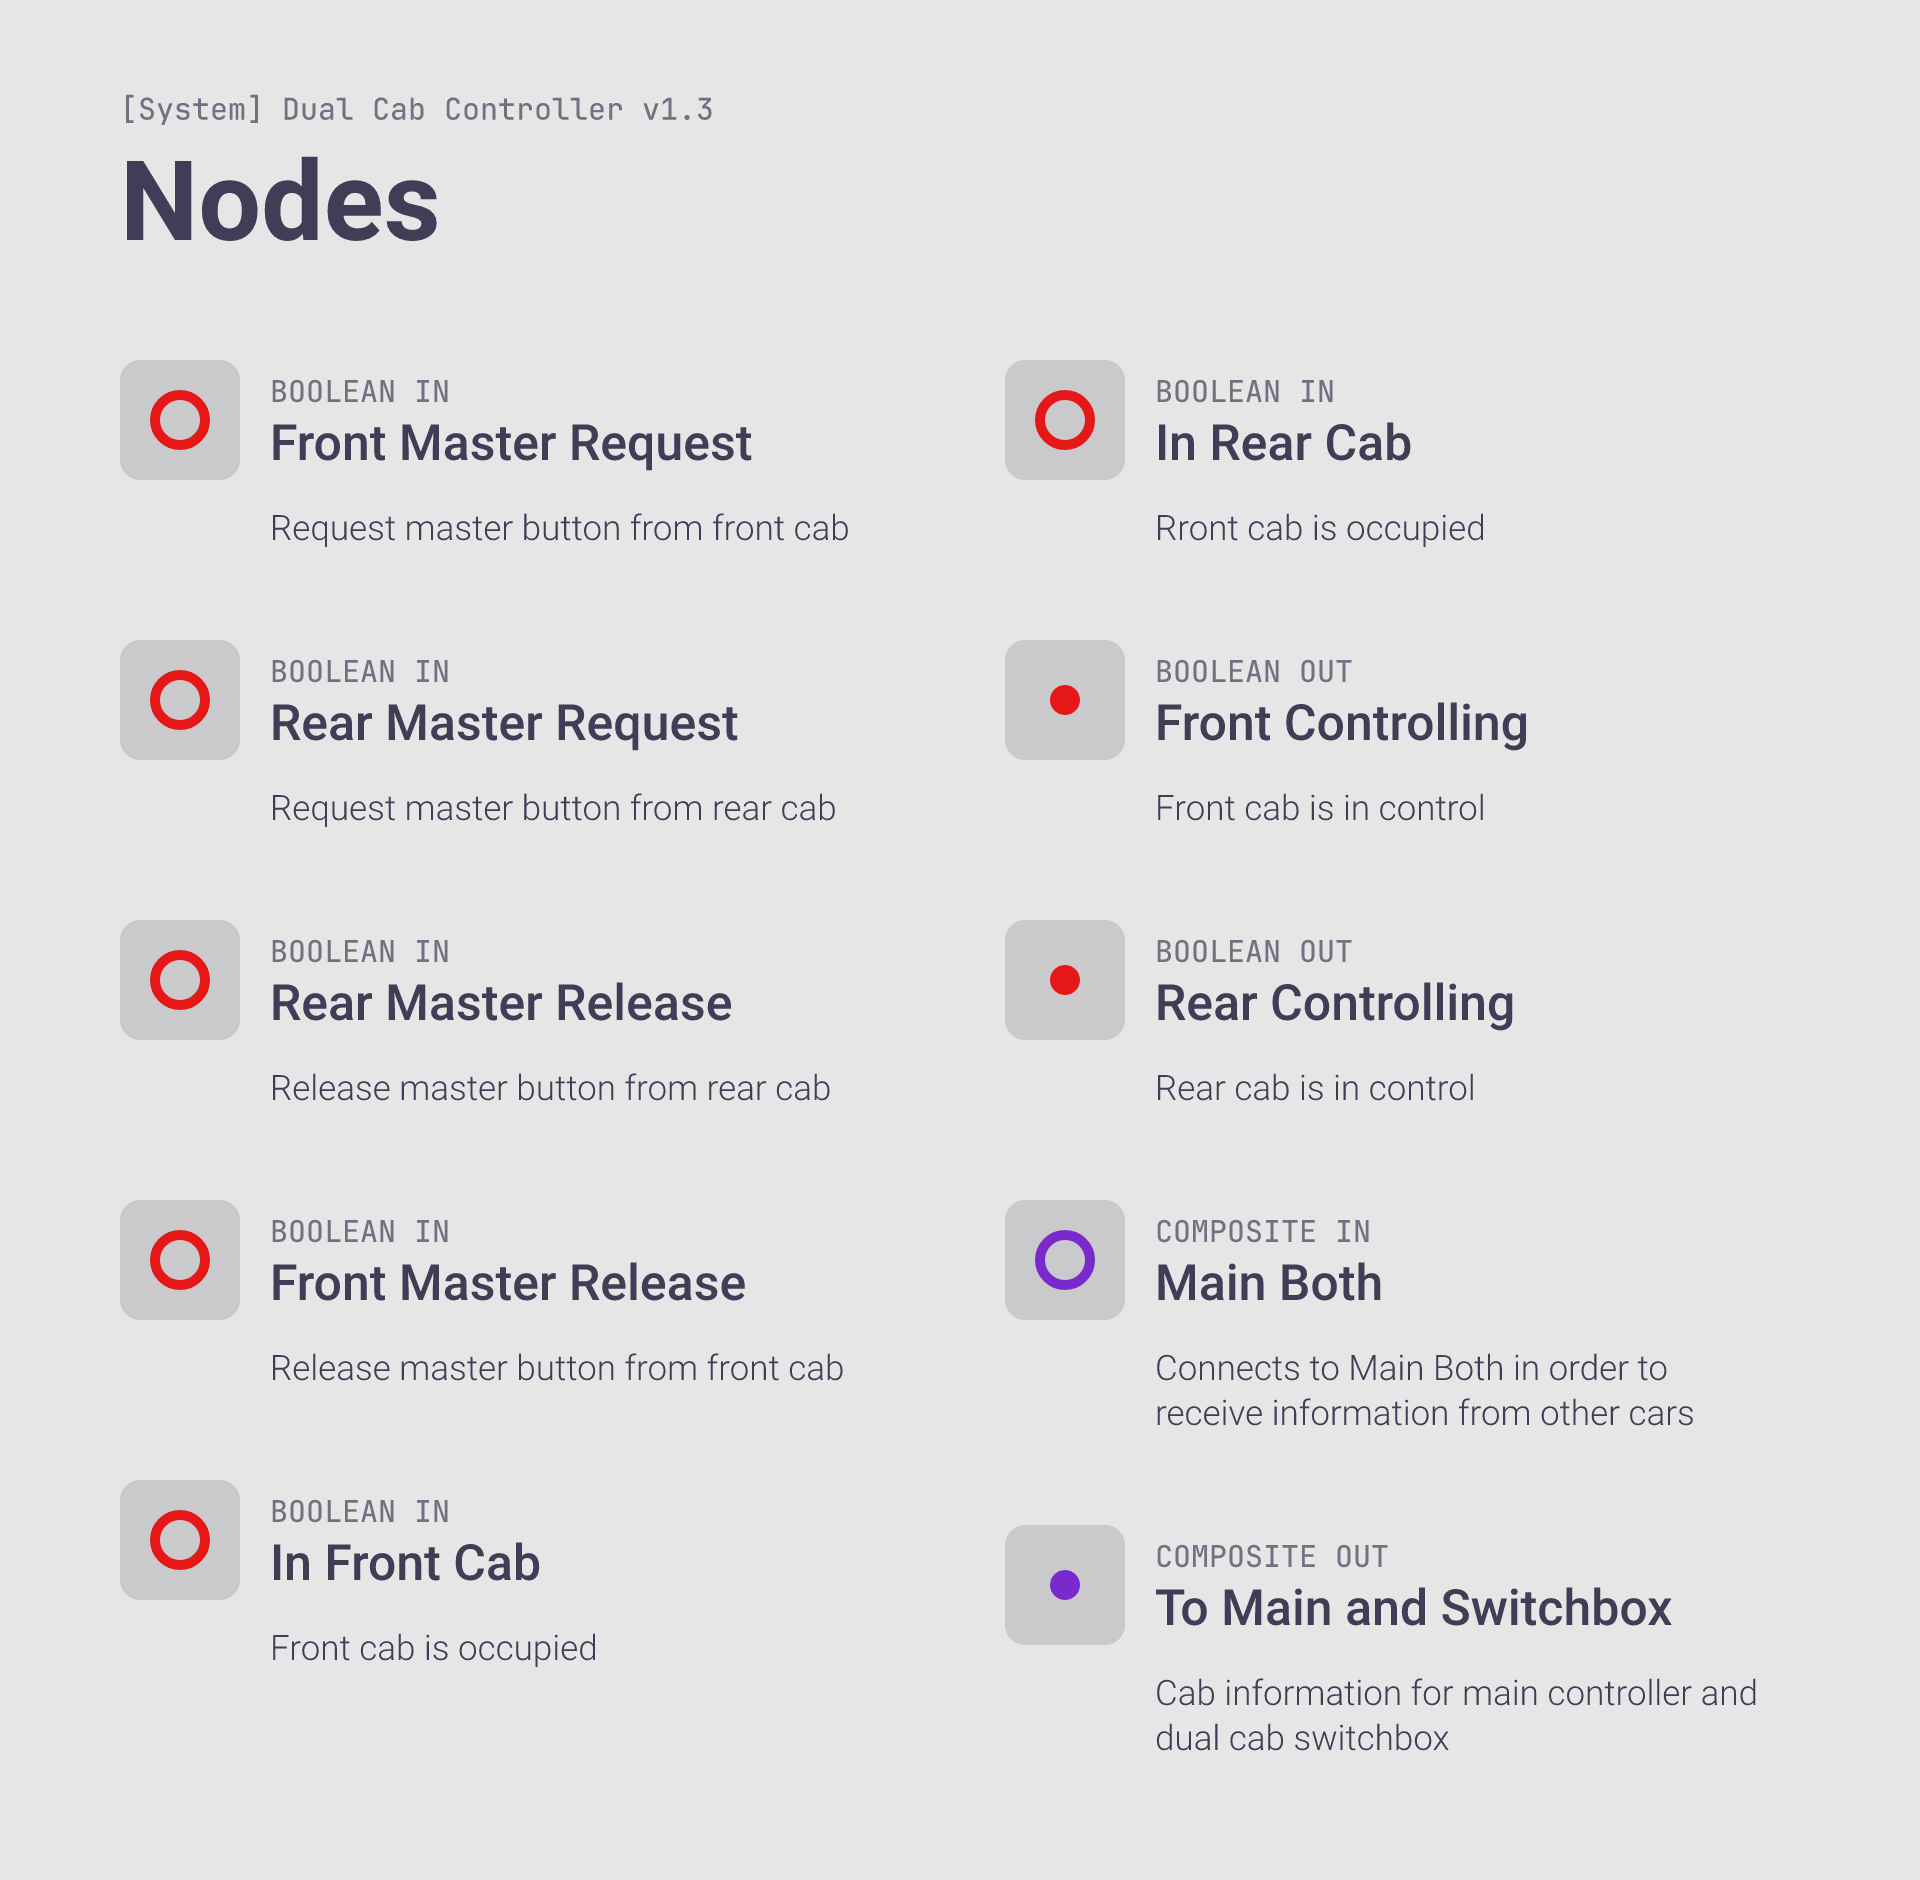 [System] Dual Cab Controller v1.3
Nodes
BOOLEAN IN
Front Master Request
Request master button from front cab
BOOLEAN IN
Rear Master Request
Request master button from rear cab
BOOLEAN IN
Rear Master Release
Release master button from rear cab
BOOLEAN IN
Front Master Release
Release master button from front cab
BOOLEAN IN
In Front Cab
Front cab is occupied
BOOLEAN IN
In Rear Cab
Rront cab is occupied
BOOLEAN OUT
Front Controlling
Front cab is in control
BOOLEAN OUT
Rear Controlling
Rear cab is in control
COMPOSITE IN
Main Both
Connects to Main Both in order to
receive information from other cars
COMPOSITE OUT
To Main and Switchbox
Cab information for main controller and
dual cab switchbox